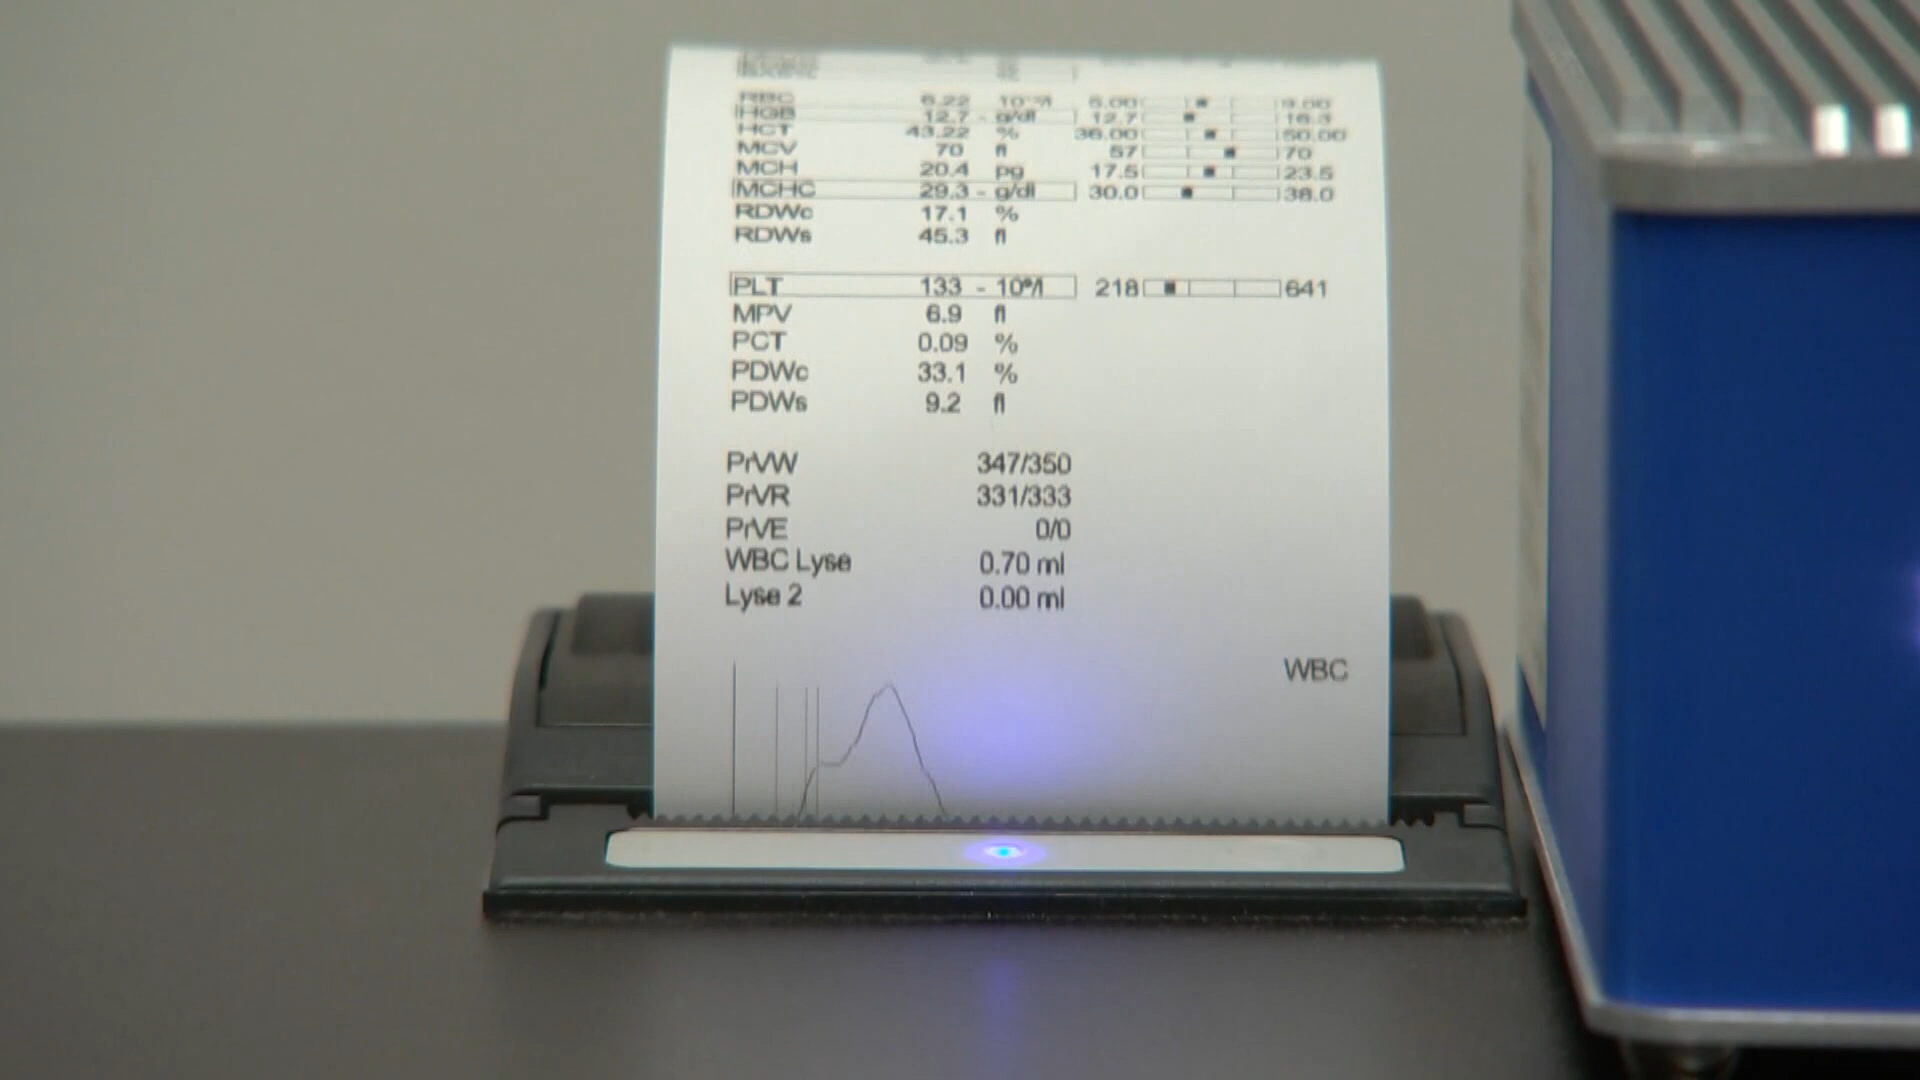 RBC 6.22 10¹²/l 5.00 9.00
HGB 12.7 - g/dl 12.7 16.3
HCT 43.22 % 36.00 50.00
MCV 70 fl 57 70
MCH 20.4 pg 17.5 23.5
MCHC 29.3 - g/dl 30.0 38.0
RDWc 17.1 %
RDWs 45.3 fl
PLT 133 - 10⁹/l 218 641
MPV 6.9 fl
PCT 0.09 %
PDWc 33.1 %
PDWs 9.2 fl
PrVW 347/350
PrVR 331/333
PrVE 0/0
WBC Lyse 0.70 ml
Lyse 2 0.00 ml
WBC